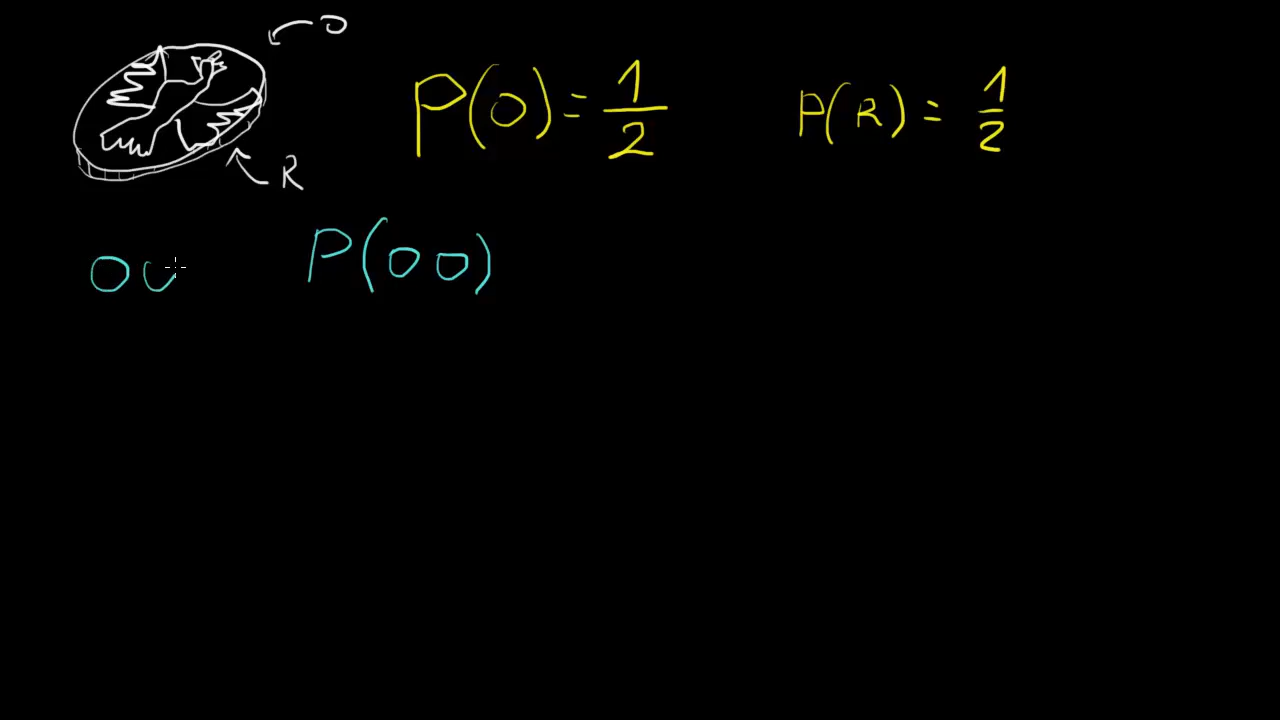 O
P(O) = 1/2
P(R) = 1/2
R
OO
P(OO)